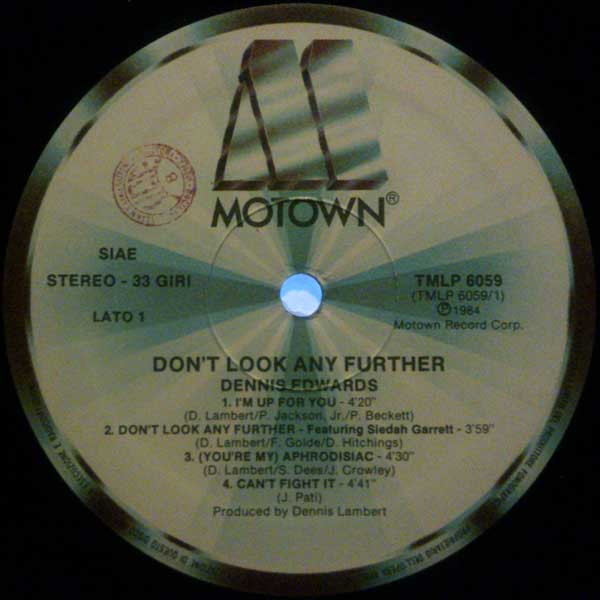 MOTOWN®
SIAE
STEREO - 33 GIRI
LATO 1
TMLP 6059
(TMLP 6059/1)
Ⓟ1984
Motown Record Corp.
DON'T LOOK ANY FURTHER
DENNIS EDWARDS
1. I'M UP FOR YOU - 4'20"
(D. Lambert/P. Jackson, Jr./P. Beckett)
2. DON'T LOOK ANY FURTHER - Featuring Siedah Garrett - 3'59"
(D. Lambert/F. Golde/D. Hitchings)
3. (YOU'RE MY) APHRODISIAC - 4'30"
(D. Lambert/S. Dees/J. Crowley)
4. CAN'T FIGHT IT - 4'41"
(J. Pati)
Produced by Dennis Lambert